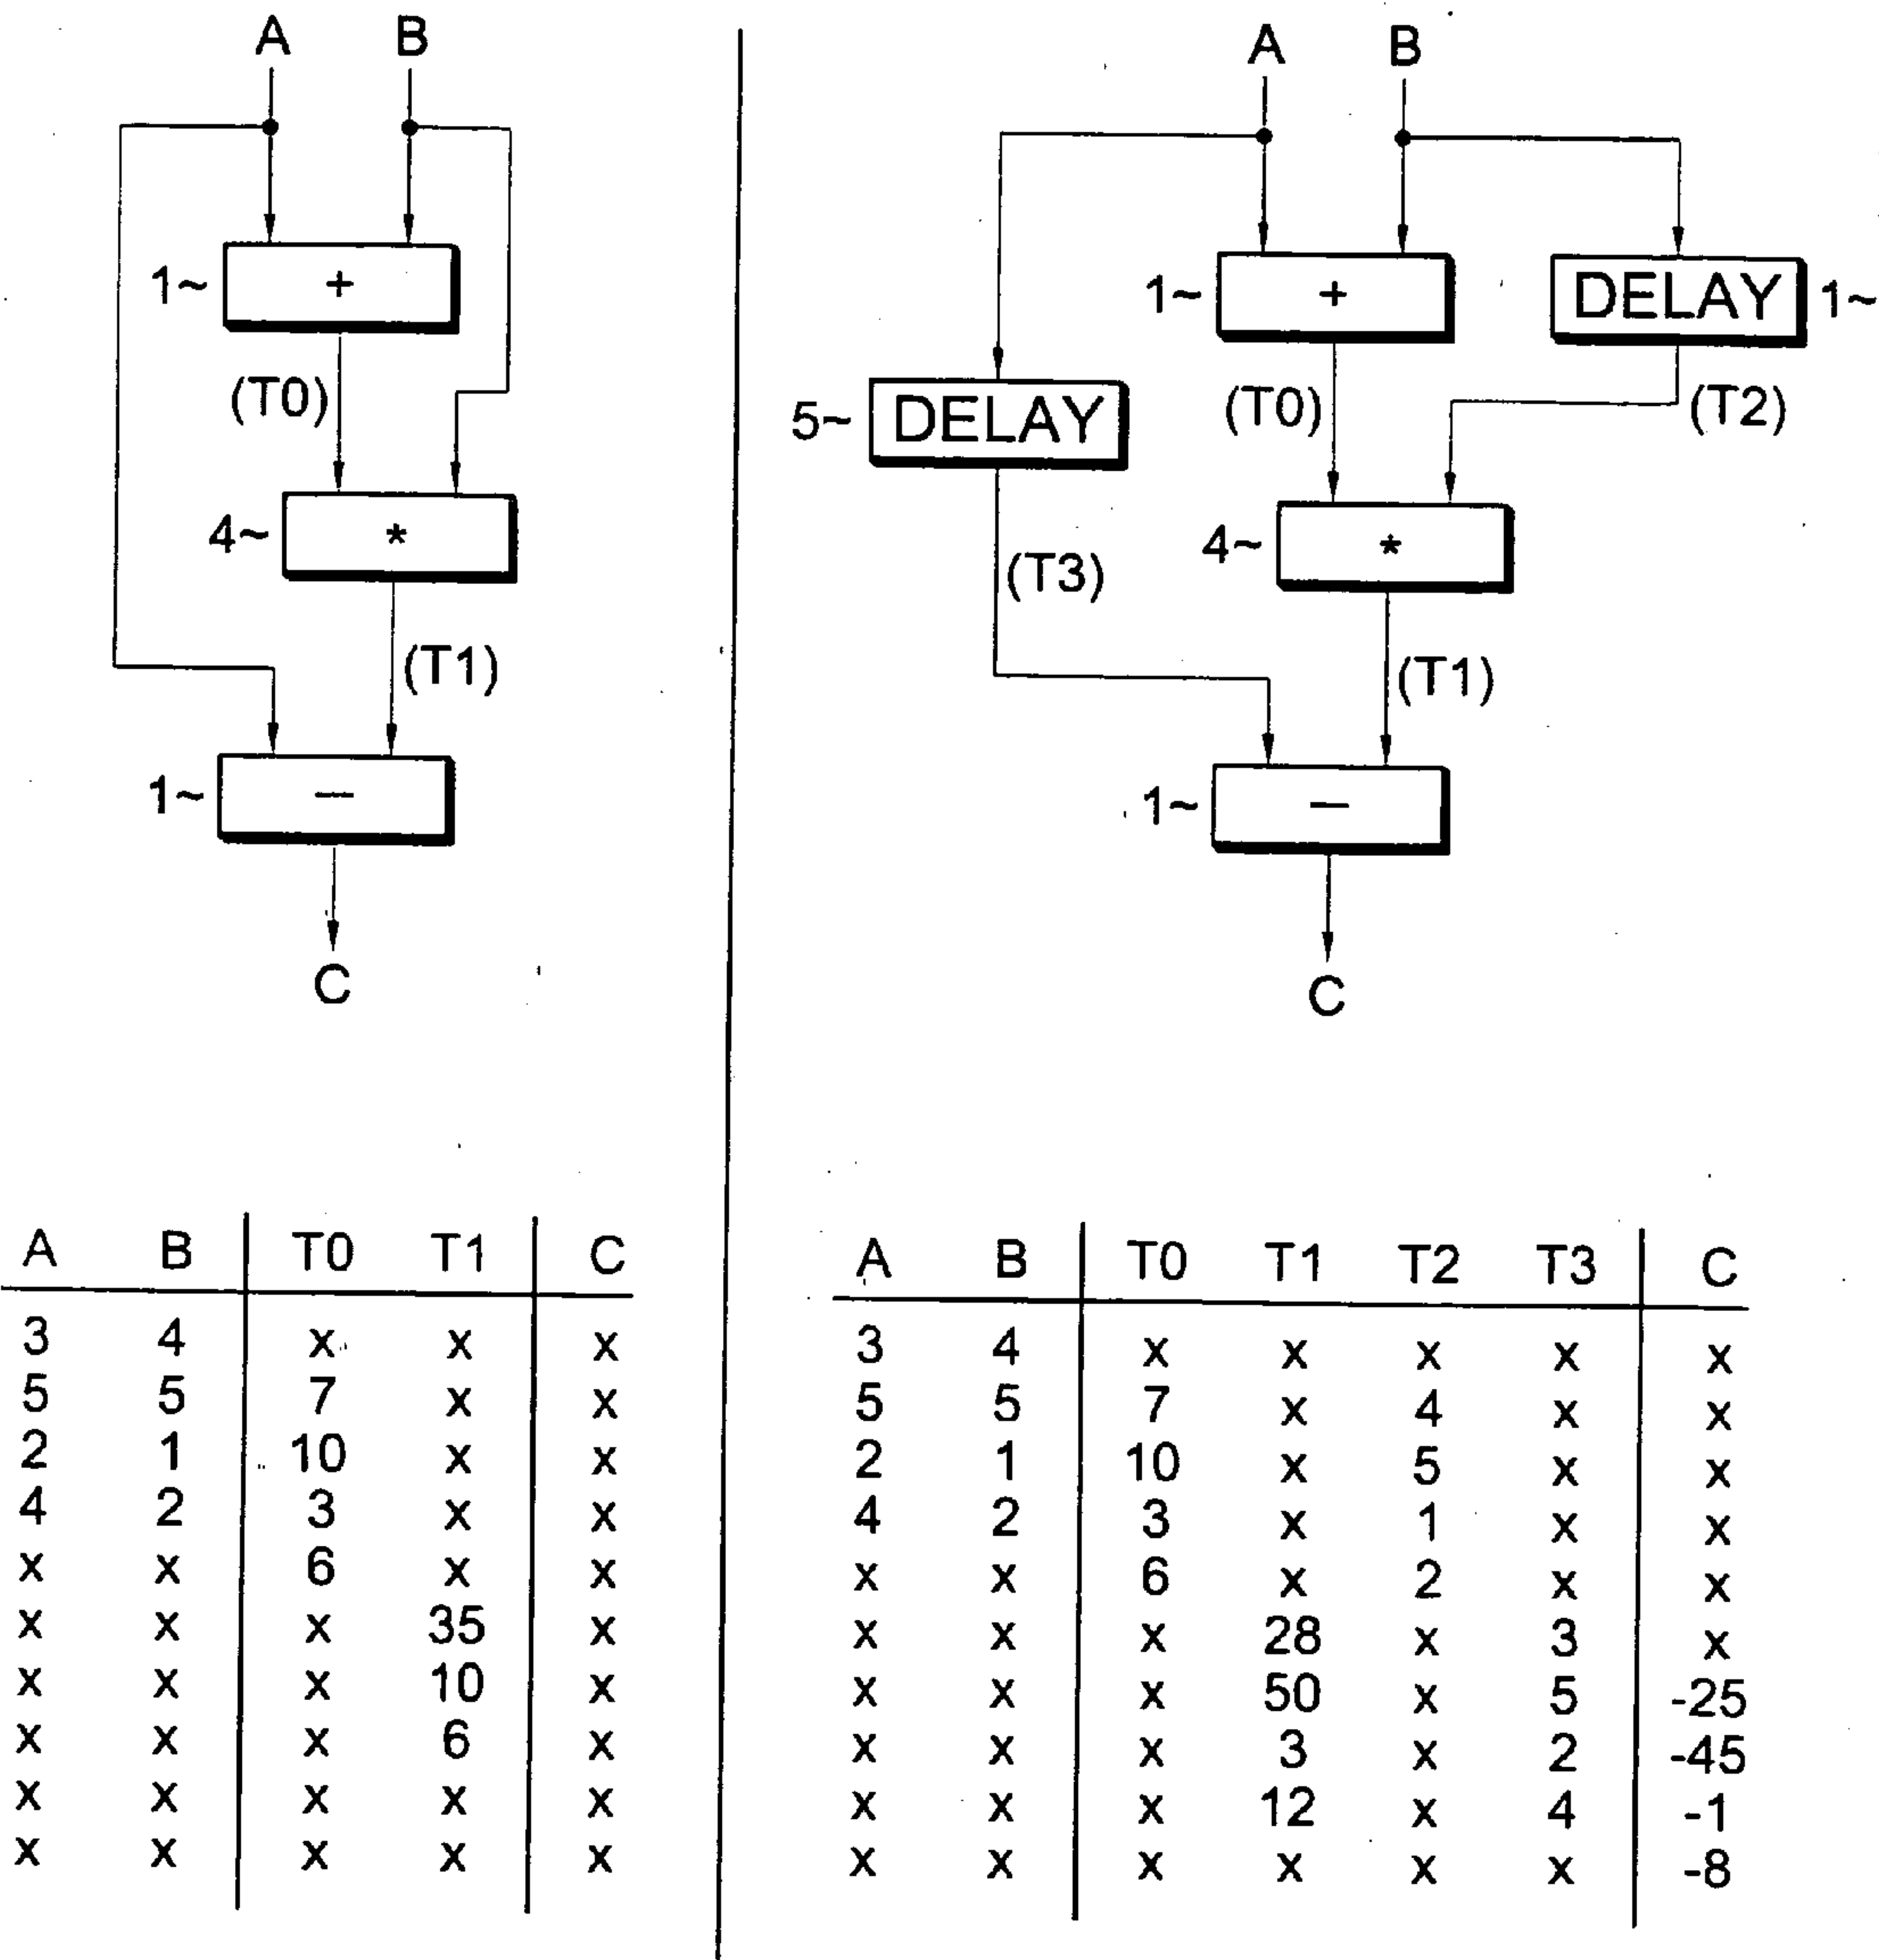 A B
1~ +
(T0)
4~ *
(T1)
1~ —
C
A B T0 T1 C
3 4 x x x
5 5 7 x x
2 1 10 x x
4 2 3 x x
x x 6 x x
x x x 35 x
x x x 10 x
x x x 6 x
x x x x x
x x x x x
A B
1~ + DELAY 1~
5~ DELAY (T0) (T2)
4~ *
(T3)
(T1)
1~ —
C
A B T0 T1 T2 T3 C
3 4 x x x x x
5 5 7 x 4 x x
2 1 10 x 5 x x
4 2 3 x 1 x x
x x 6 x 2 x x
x x x 28 x 3 x
x x x 50 x 5 -25
x x x 3 x 2 -45
x x x 12 x 4 -1
x x x x x x -8